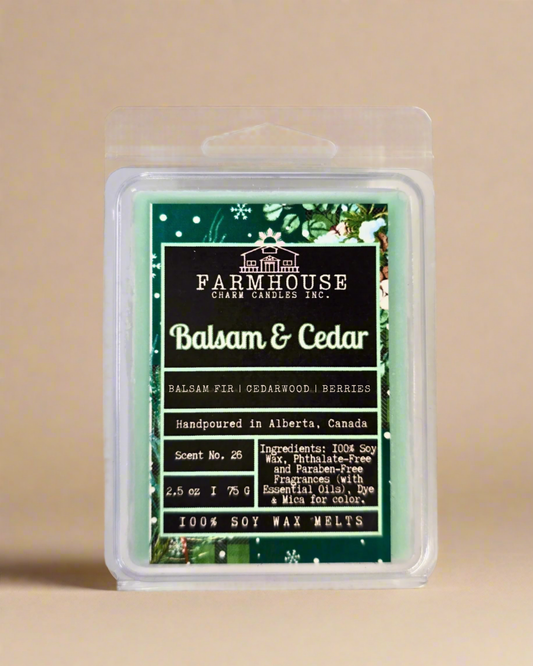 FARMHOUSE
CHARM CANDLES INC.
Balsam & Cedar
BALSAM FIR | CEDARWOOD | BERRIES
Handpoured in Alberta, Canada
Scent No. 26
2.5 oz I 75 G
Ingredients: 100% Soy
Wax, Phthalate-Free
and Paraben-Free
Fragrances (with
Essential Oils), Dye
& Mica for color.
100% SOY WAX MELTS